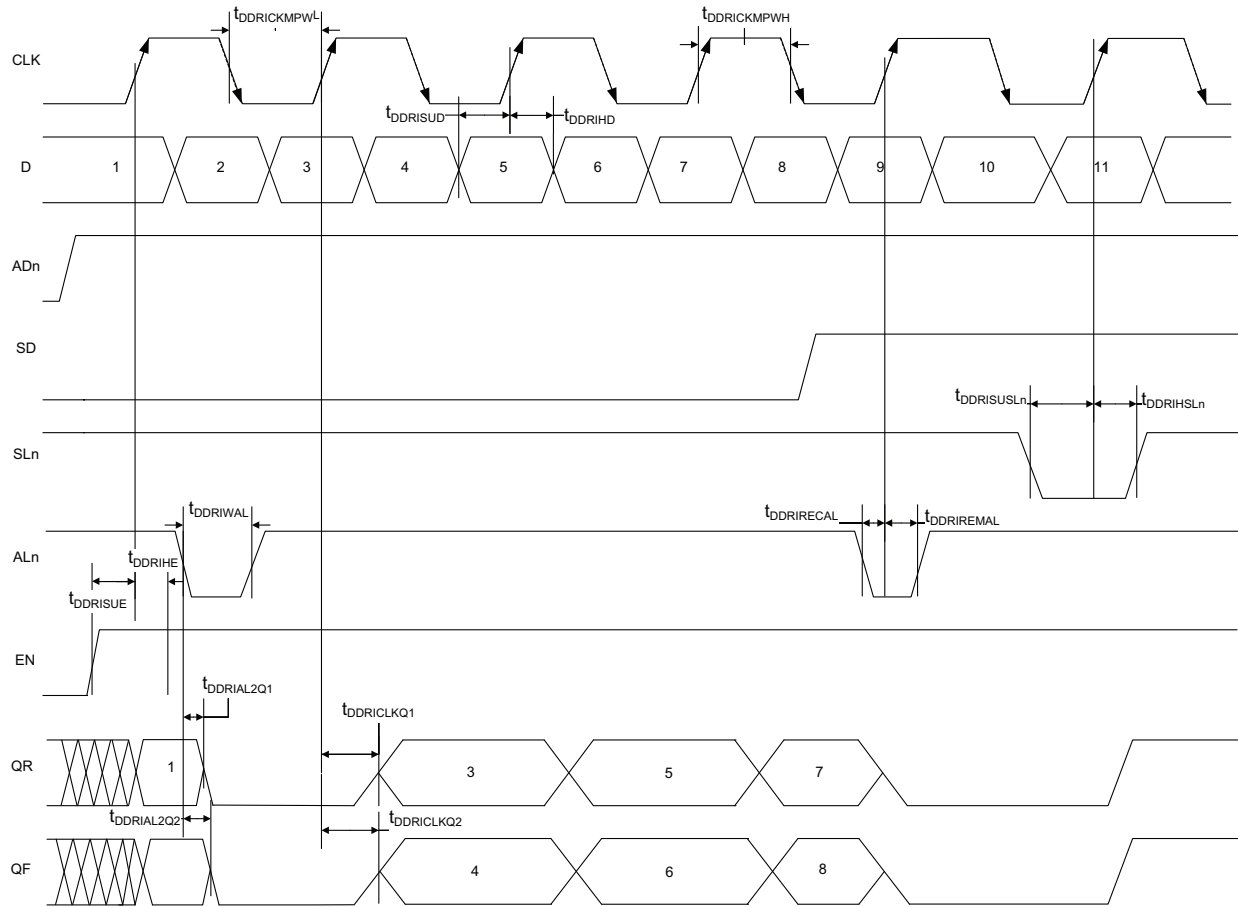 tDDRICKMPWL
tDDRICKMPWH
CLK
tDDRISUD
tDDRIHD
D
1 2 3 4 5 6 7 8 9 10 11
ADn
SD
tDDRISUSLn
tDDRIHSLn
SLn
tDDRIWAL
tDDRIRECAL
tDDRIREMAL
ALn
tDDRIHE
tDDRISUE
EN
tDDRIAL2Q1
tDDRICLKQ1
QR
1 3 5 7
tDDRIAL2Q2
tDDRICLKQ2
QF
4 6 8